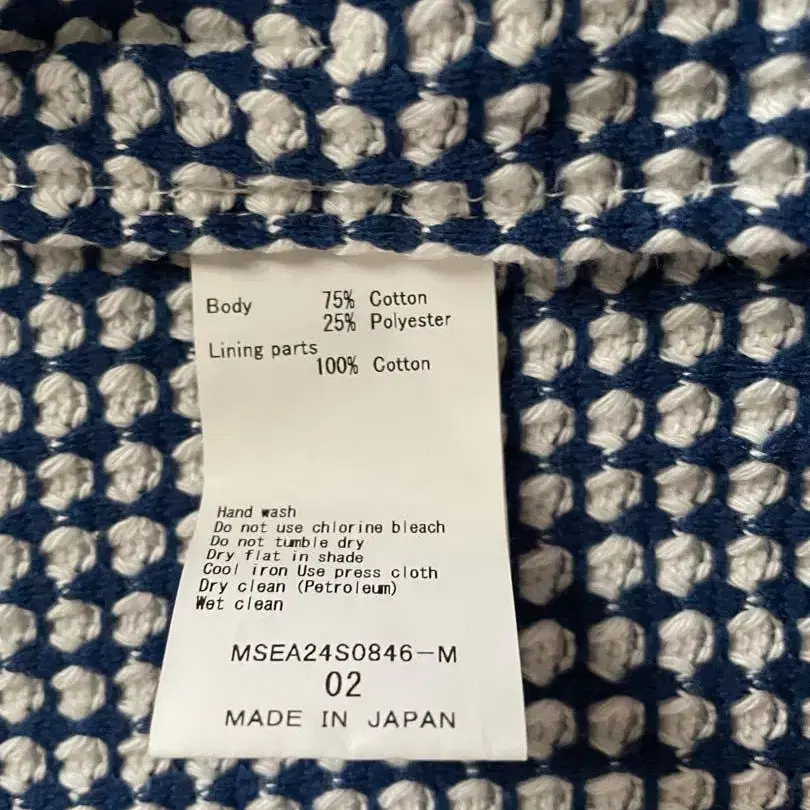 Body 75% Cotton
25% Polyester
Lining parts
100% Cotton
Hand wash
Do not use chlorine bleach
Do not tumble dry
Dry flat in shade
Cool iron Use press cloth
Dry clean (Petroleum)
Wet clean
MSEA24S0846-M
02
MADE IN JAPAN